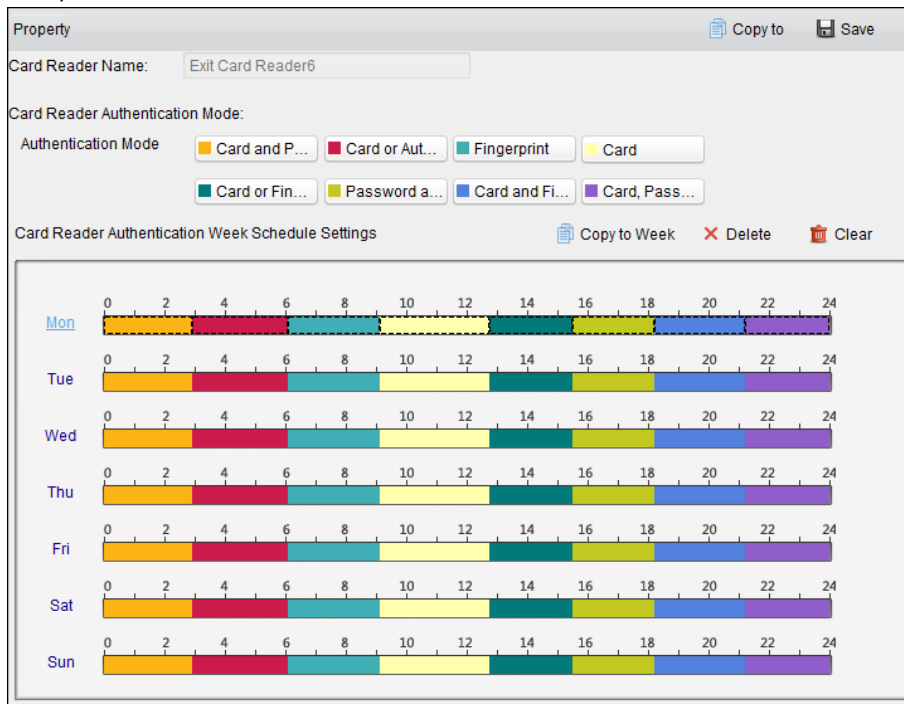 Property Copy to Save
Card Reader Name: Exit Card Reader6
Card Reader Authentication Mode:
Authentication Mode Card and P... Card or Aut... Fingerprint Card
Card or Fin... Password a... Card and Fi... Card, Pass...
Card Reader Authentication Week Schedule Settings Copy to Week Delete Clear
0 2 4 6 8 10 12 14 16 18 20 22 24
Mon
0 2 4 6 8 10 12 14 16 18 20 22 24
Tue
0 2 4 6 8 10 12 14 16 18 20 22 24
Wed
0 2 4 6 8 10 12 14 16 18 20 22 24
Thu
0 2 4 6 8 10 12 14 16 18 20 22 24
Fri
0 2 4 6 8 10 12 14 16 18 20 22 24
Sat
0 2 4 6 8 10 12 14 16 18 20 22 24
Sun